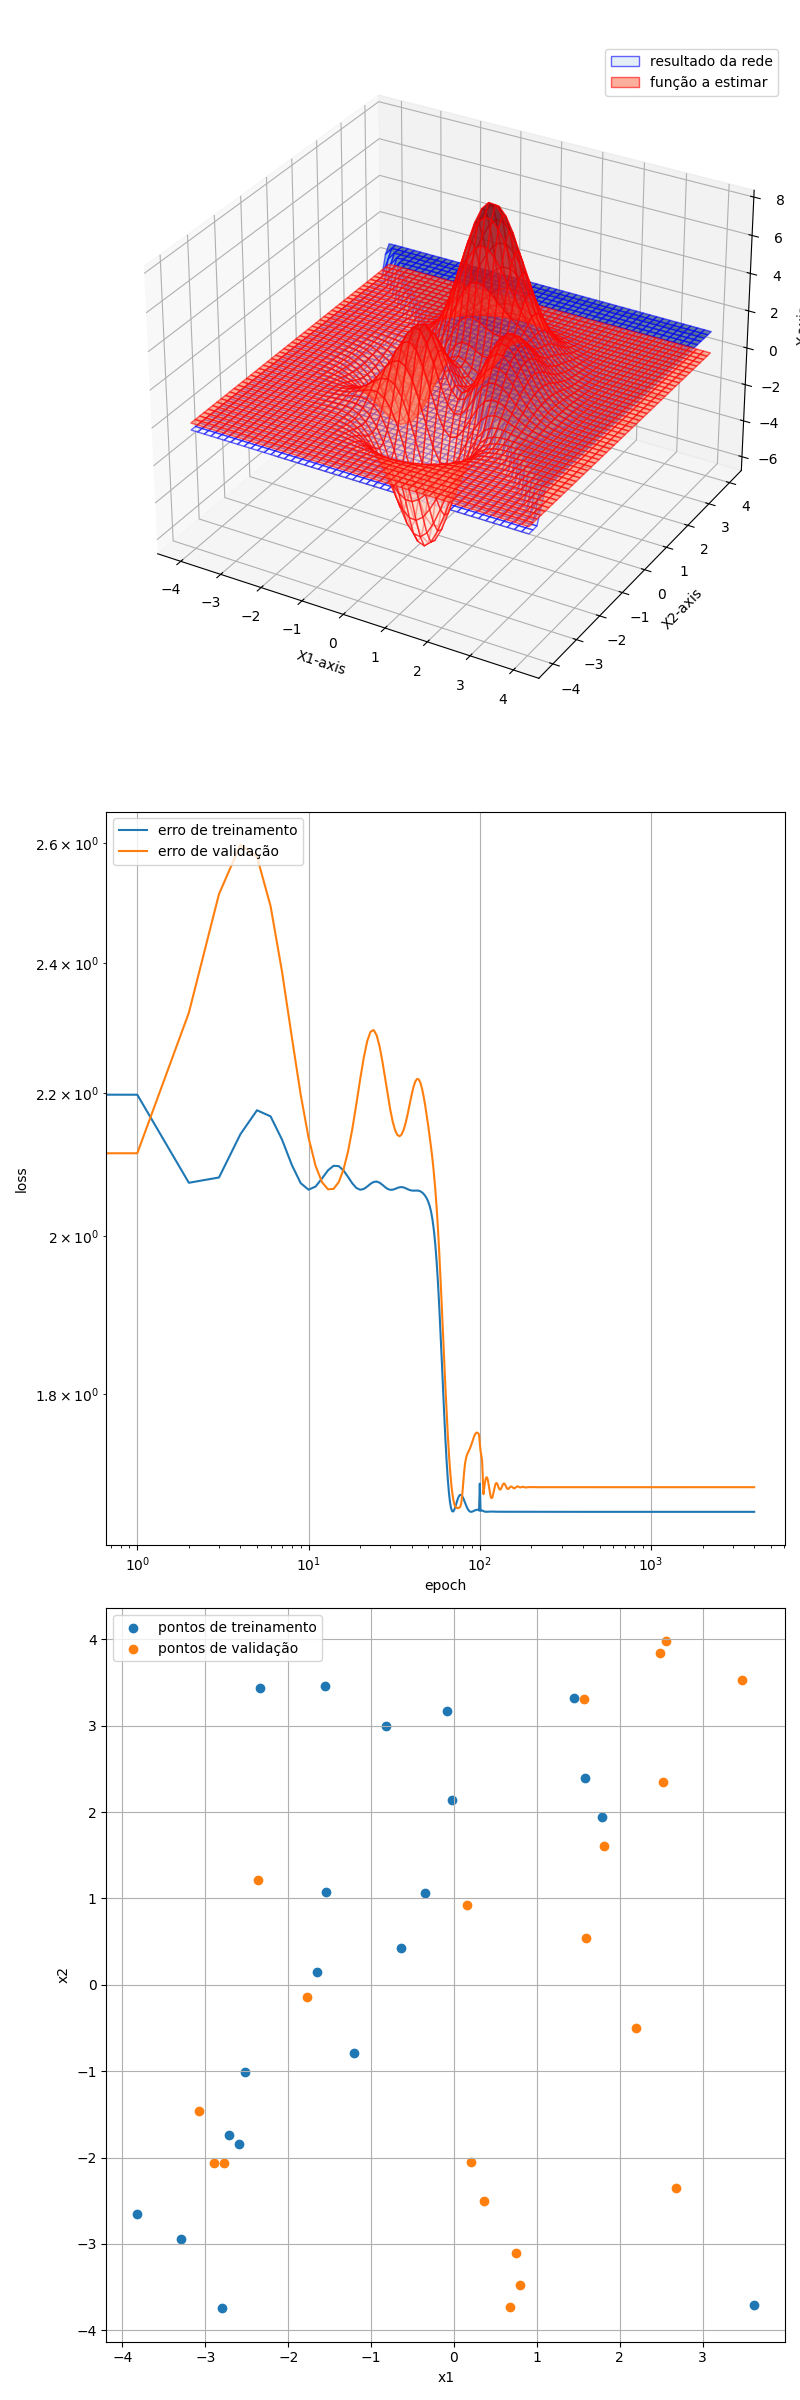 resultado da rede
função a estimar
8
6
4
2
0
−2
−4
−6
−4
−3
−2
−1
0
1
2
3
4
X1-axis
−4
−3
−2
−1
0
1
2
3
4
X2-axis
erro de treinamento
erro de validação
2.6 × 10⁰
2.4 × 10⁰
2.2 × 10⁰
2 × 10⁰
1.8 × 10⁰
loss
10⁰ 10¹ 10² 10³
epoch
pontos de treinamento
pontos de validação
4
3
2
1
0
−1
−2
−3
−4
x2
−4 −3 −2 −1 0 1 2 3
x1